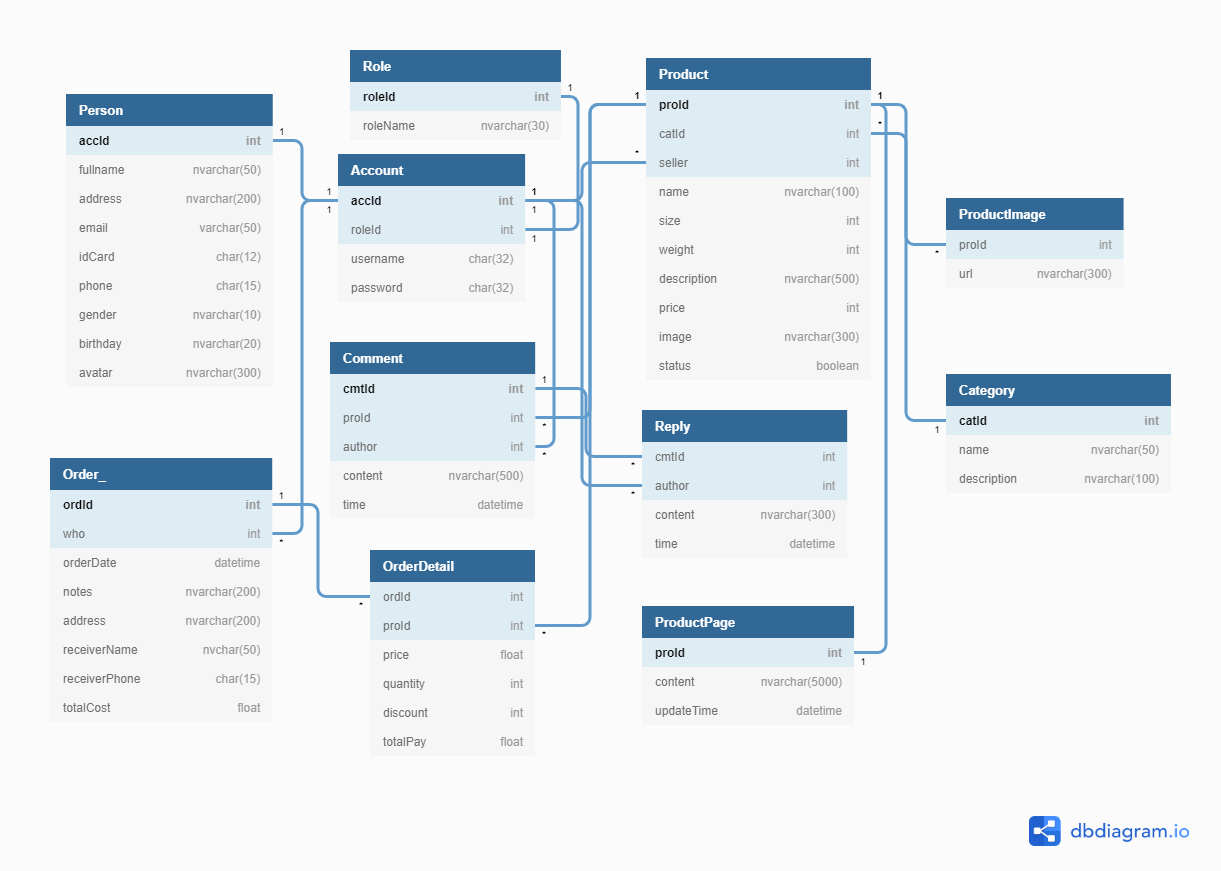 Role
roleId int
roleName nvarchar(30)
Person
accId int
fullname nvarchar(50)
address nvarchar(200)
email varchar(50)
idCard char(12)
phone char(15)
gender nvarchar(10)
birthday nvarchar(20)
avatar nvarchar(300)
Account
accId int
roleId int
username char(32)
password char(32)
Product
proId int
catId int
seller int
name nvarchar(100)
size int
weight int
description nvarchar(500)
price int
image nvarchar(300)
status boolean
ProductImage
proId int
url nvarchar(300)
Comment
cmtId int
proId int
author int
content nvarchar(500)
time datetime
Category
catId int
name nvarchar(50)
description nvarchar(100)
Reply
cmtId int
author int
content nvarchar(300)
time datetime
Order_
ordId int
who int
orderDate datetime
notes nvarchar(200)
address nvarchar(200)
receiverName nvchar(50)
receiverPhone char(15)
totalCost float
OrderDetail
ordId int
proId int
price float
quantity int
discount int
totalPay float
ProductPage
proId int
content nvarchar(5000)
updateTime datetime
1
1
1
1
1
1
1
1
*
1
*
*
1
1
*
*
*
*
1
*
*
*
1
dbdiagram.io